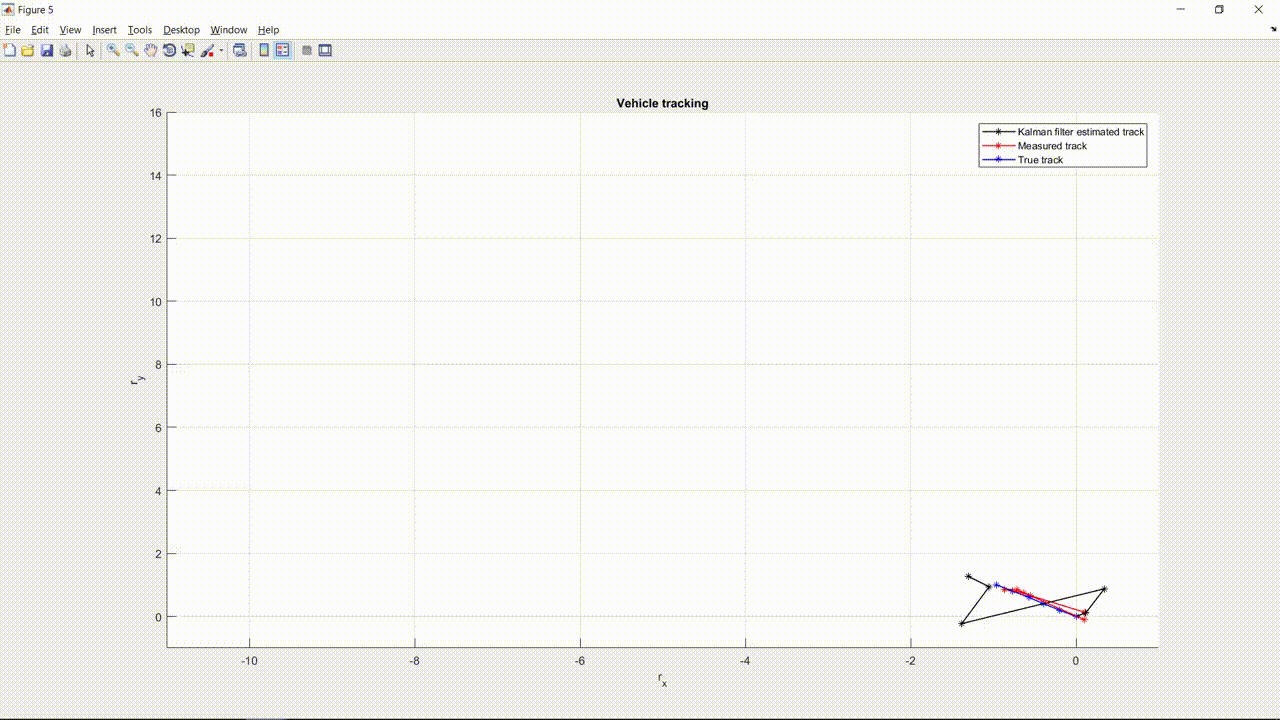 Figure 5
File Edit View Insert Tools Desktop Window Help
Vehicle tracking
Kalman filter estimated track
Measured track
True track
16
14
12
10
8
6
4
2
0
r_y
-10
-8
-6
-4
-2
0
r_x